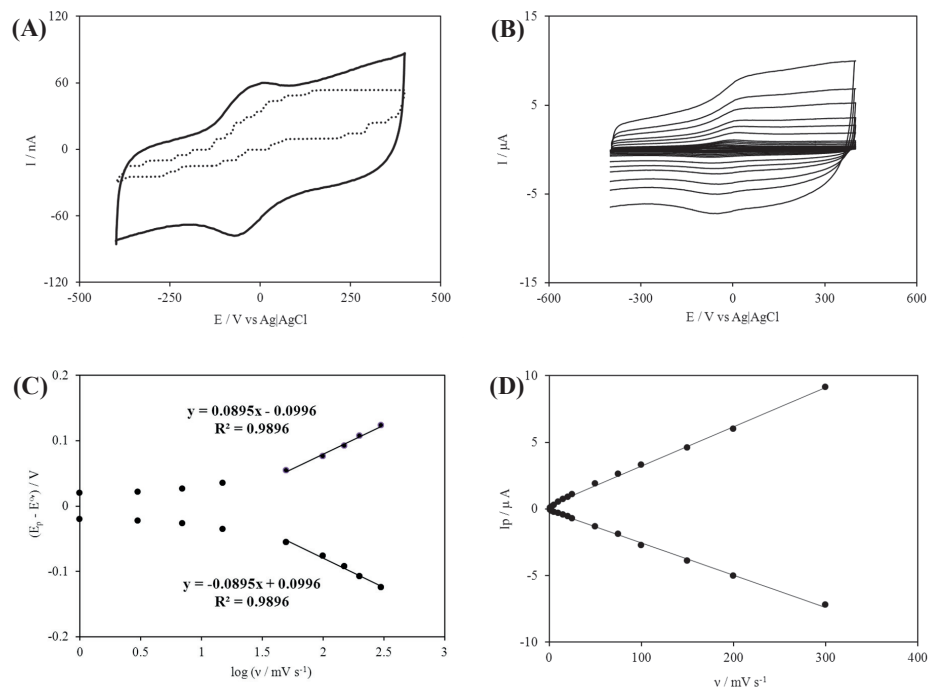 (A)
120
60
0
-60
-120
I / nA
-500
-250
0
250
500
E / V vs Ag|AgCl
(B)
15
5
-5
-15
I / μA
-600
-300
0
300
600
E / V vs Ag|AgCl
(C)
0.2
0.1
0
-0.1
-0.2
(Ep - E°') / V
y = 0.0895x - 0.0996
R² = 0.9896
y = -0.0895x + 0.0996
R² = 0.9896
0
0.5
1
1.5
2
2.5
3
log (ν / mV s⁻¹)
(D)
10
5
0
-5
-10
Ip / μ A
0
100
200
300
400
ν / mV s⁻¹